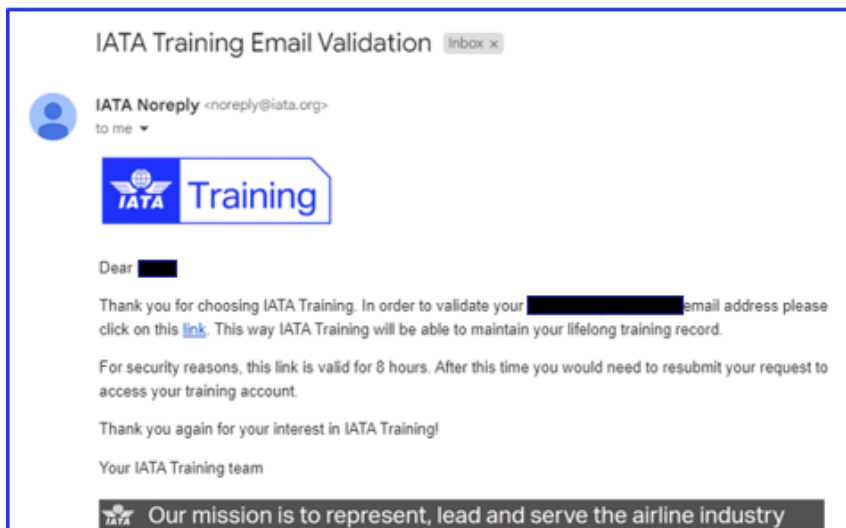 IATA Training Email Validation Inbox ×
IATA Noreply <noreply@iata.org>
to me
IATA Training
Dear
Thank you for choosing IATA Training. In order to validate your email address please
click on this link. This way IATA Training will be able to maintain your lifelong training record.
For security reasons, this link is valid for 8 hours. After this time you would need to resubmit your request to
access your training account.
Thank you again for your interest in IATA Training!
Your IATA Training team
IATA Our mission is to represent, lead and serve the airline industry